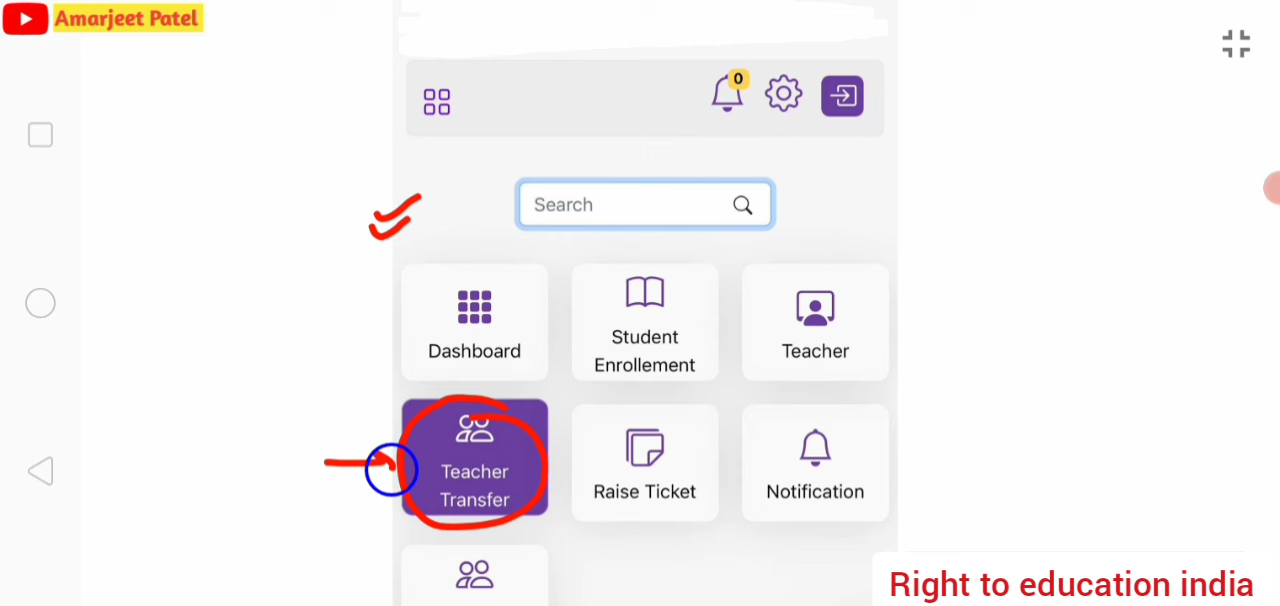 Amarjeet Patel
0
Search
Dashboard
Student
Enrollement
Teacher
Teacher
Transfer
Raise Ticket
Notification
Right to education india